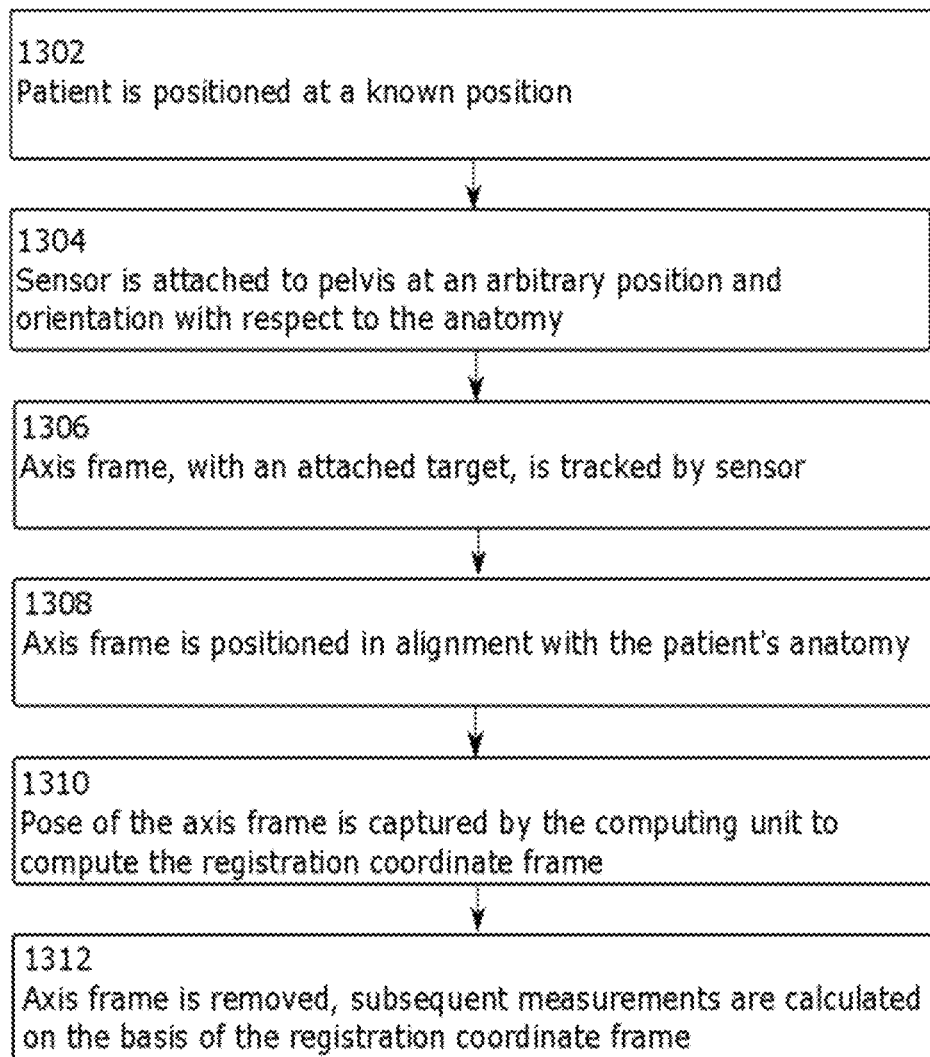 1302
Patient is positioned at a known position
1304
Sensor is attached to pelvis at an arbitrary position and
orientation with respect to the anatomy
1306
Axis frame, with an attached target, is tracked by sensor
1308
Axis frame is positioned in alignment with the patient's anatomy
1310
Pose of the axis frame is captured by the computing unit to
compute the registration coordinate frame
1312
Axis frame is removed, subsequent measurements are calculated
on the basis of the registration coordinate frame